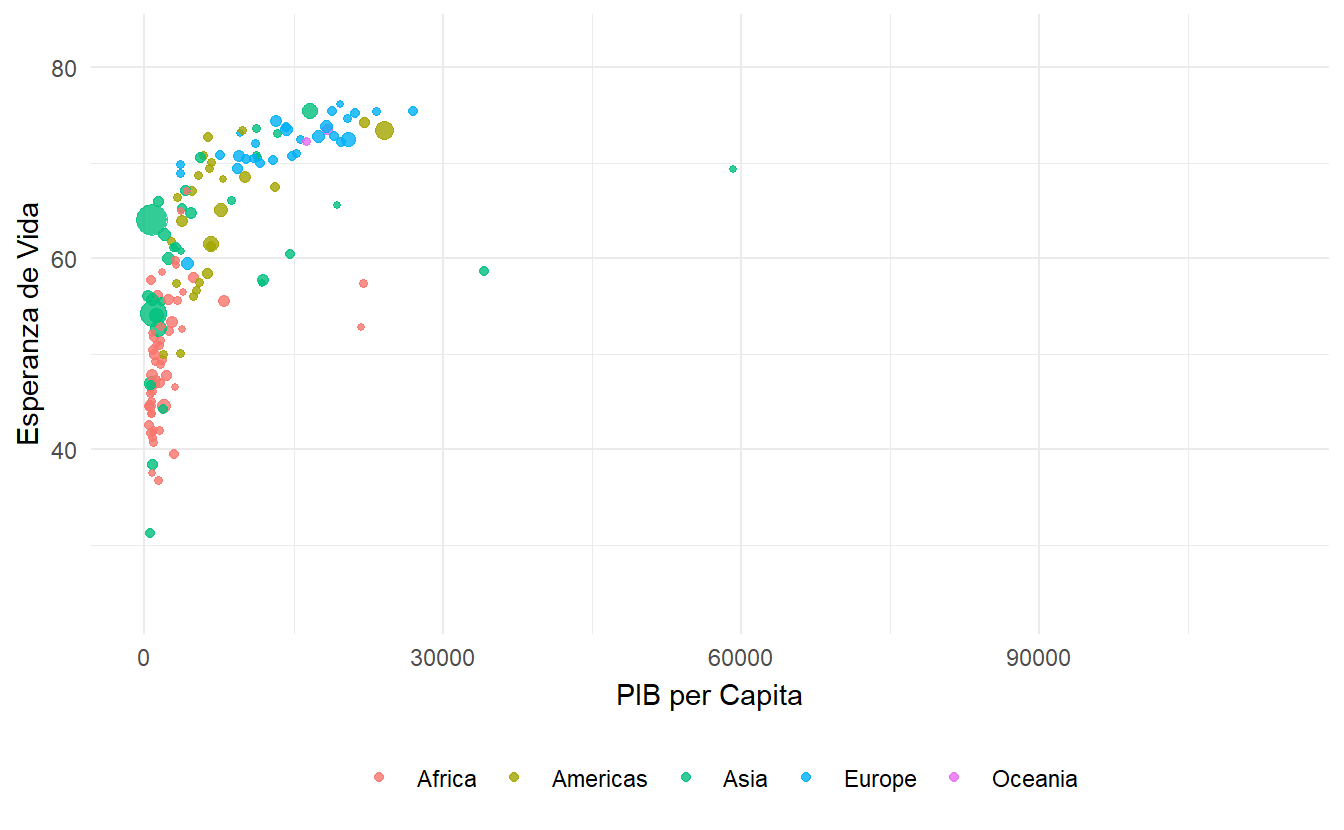 80
60
40
Esperanza de Vida
0 30000 60000 90000
PIB per Capita
Africa Americas Asia Europe Oceania